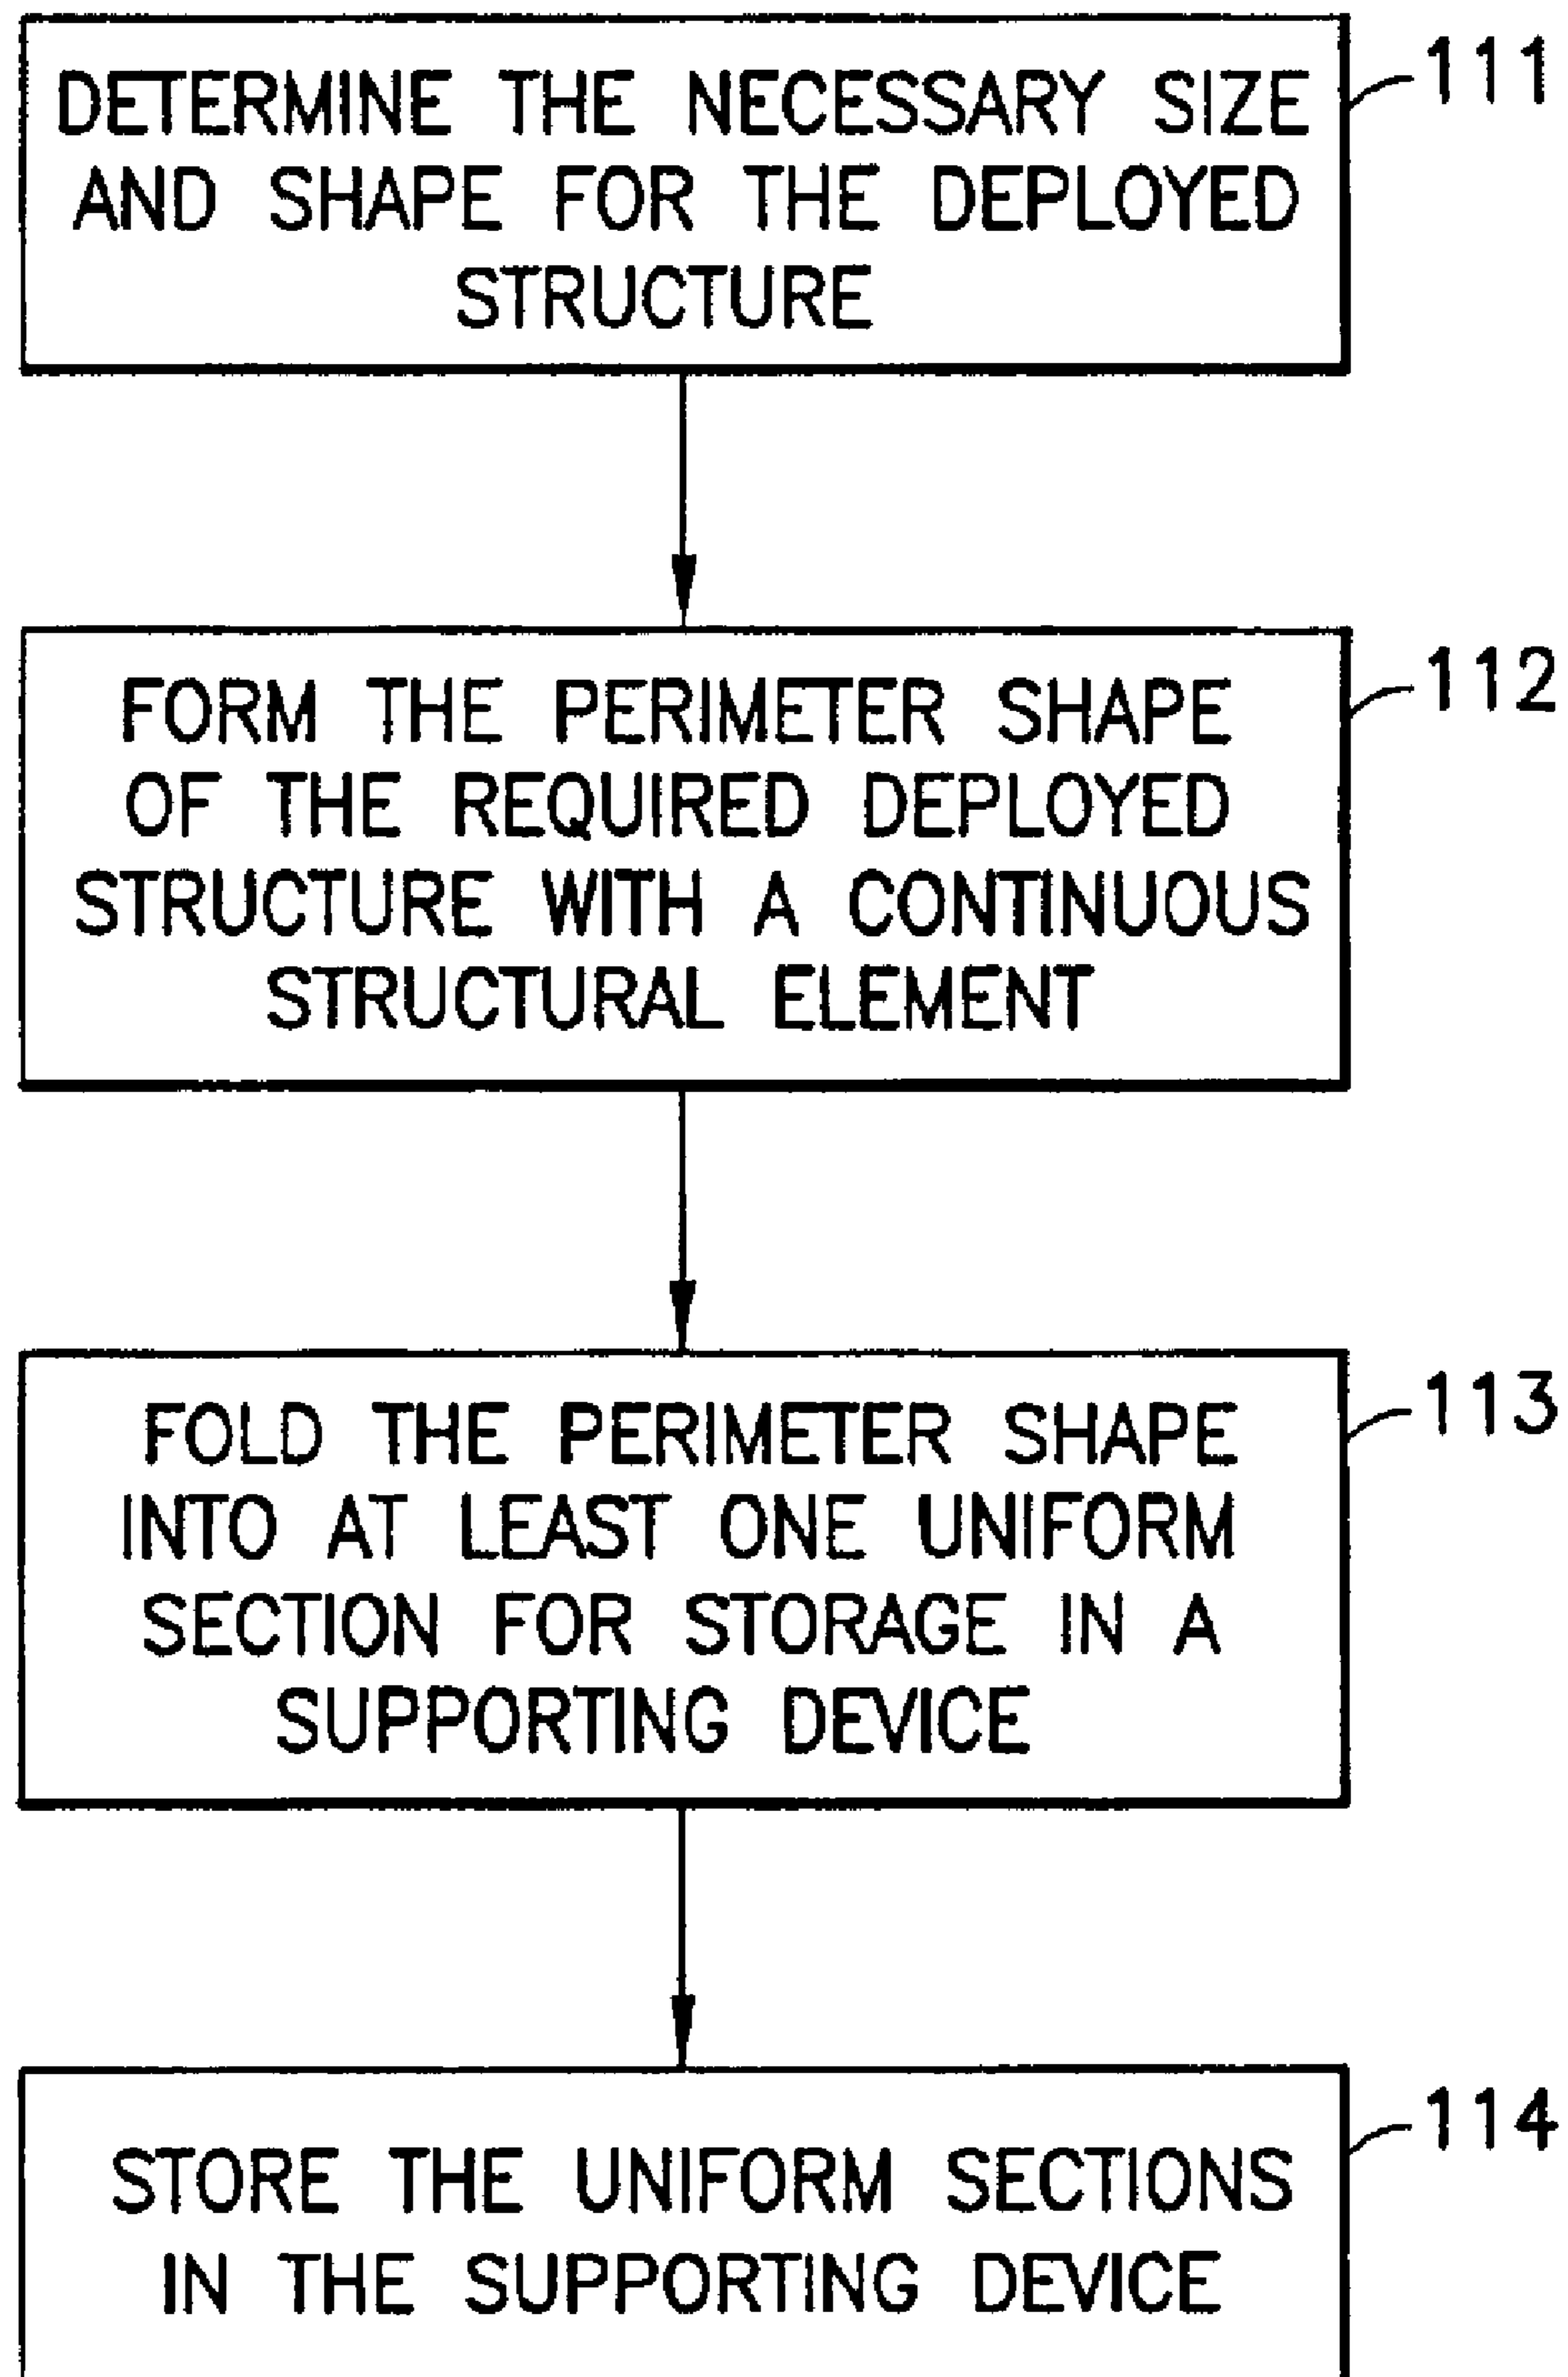 DETERMINE THE NECESSARY SIZE
AND SHAPE FOR THE DEPLOYED
STRUCTURE
111
FORM THE PERIMETER SHAPE
OF THE REQUIRED DEPLOYED
STRUCTURE WITH A CONTINUOUS
STRUCTURAL ELEMENT
112
FOLD THE PERIMETER SHAPE
INTO AT LEAST ONE UNIFORM
SECTION FOR STORAGE IN A
SUPPORTING DEVICE
113
STORE THE UNIFORM SECTIONS
IN THE SUPPORTING DEVICE
114